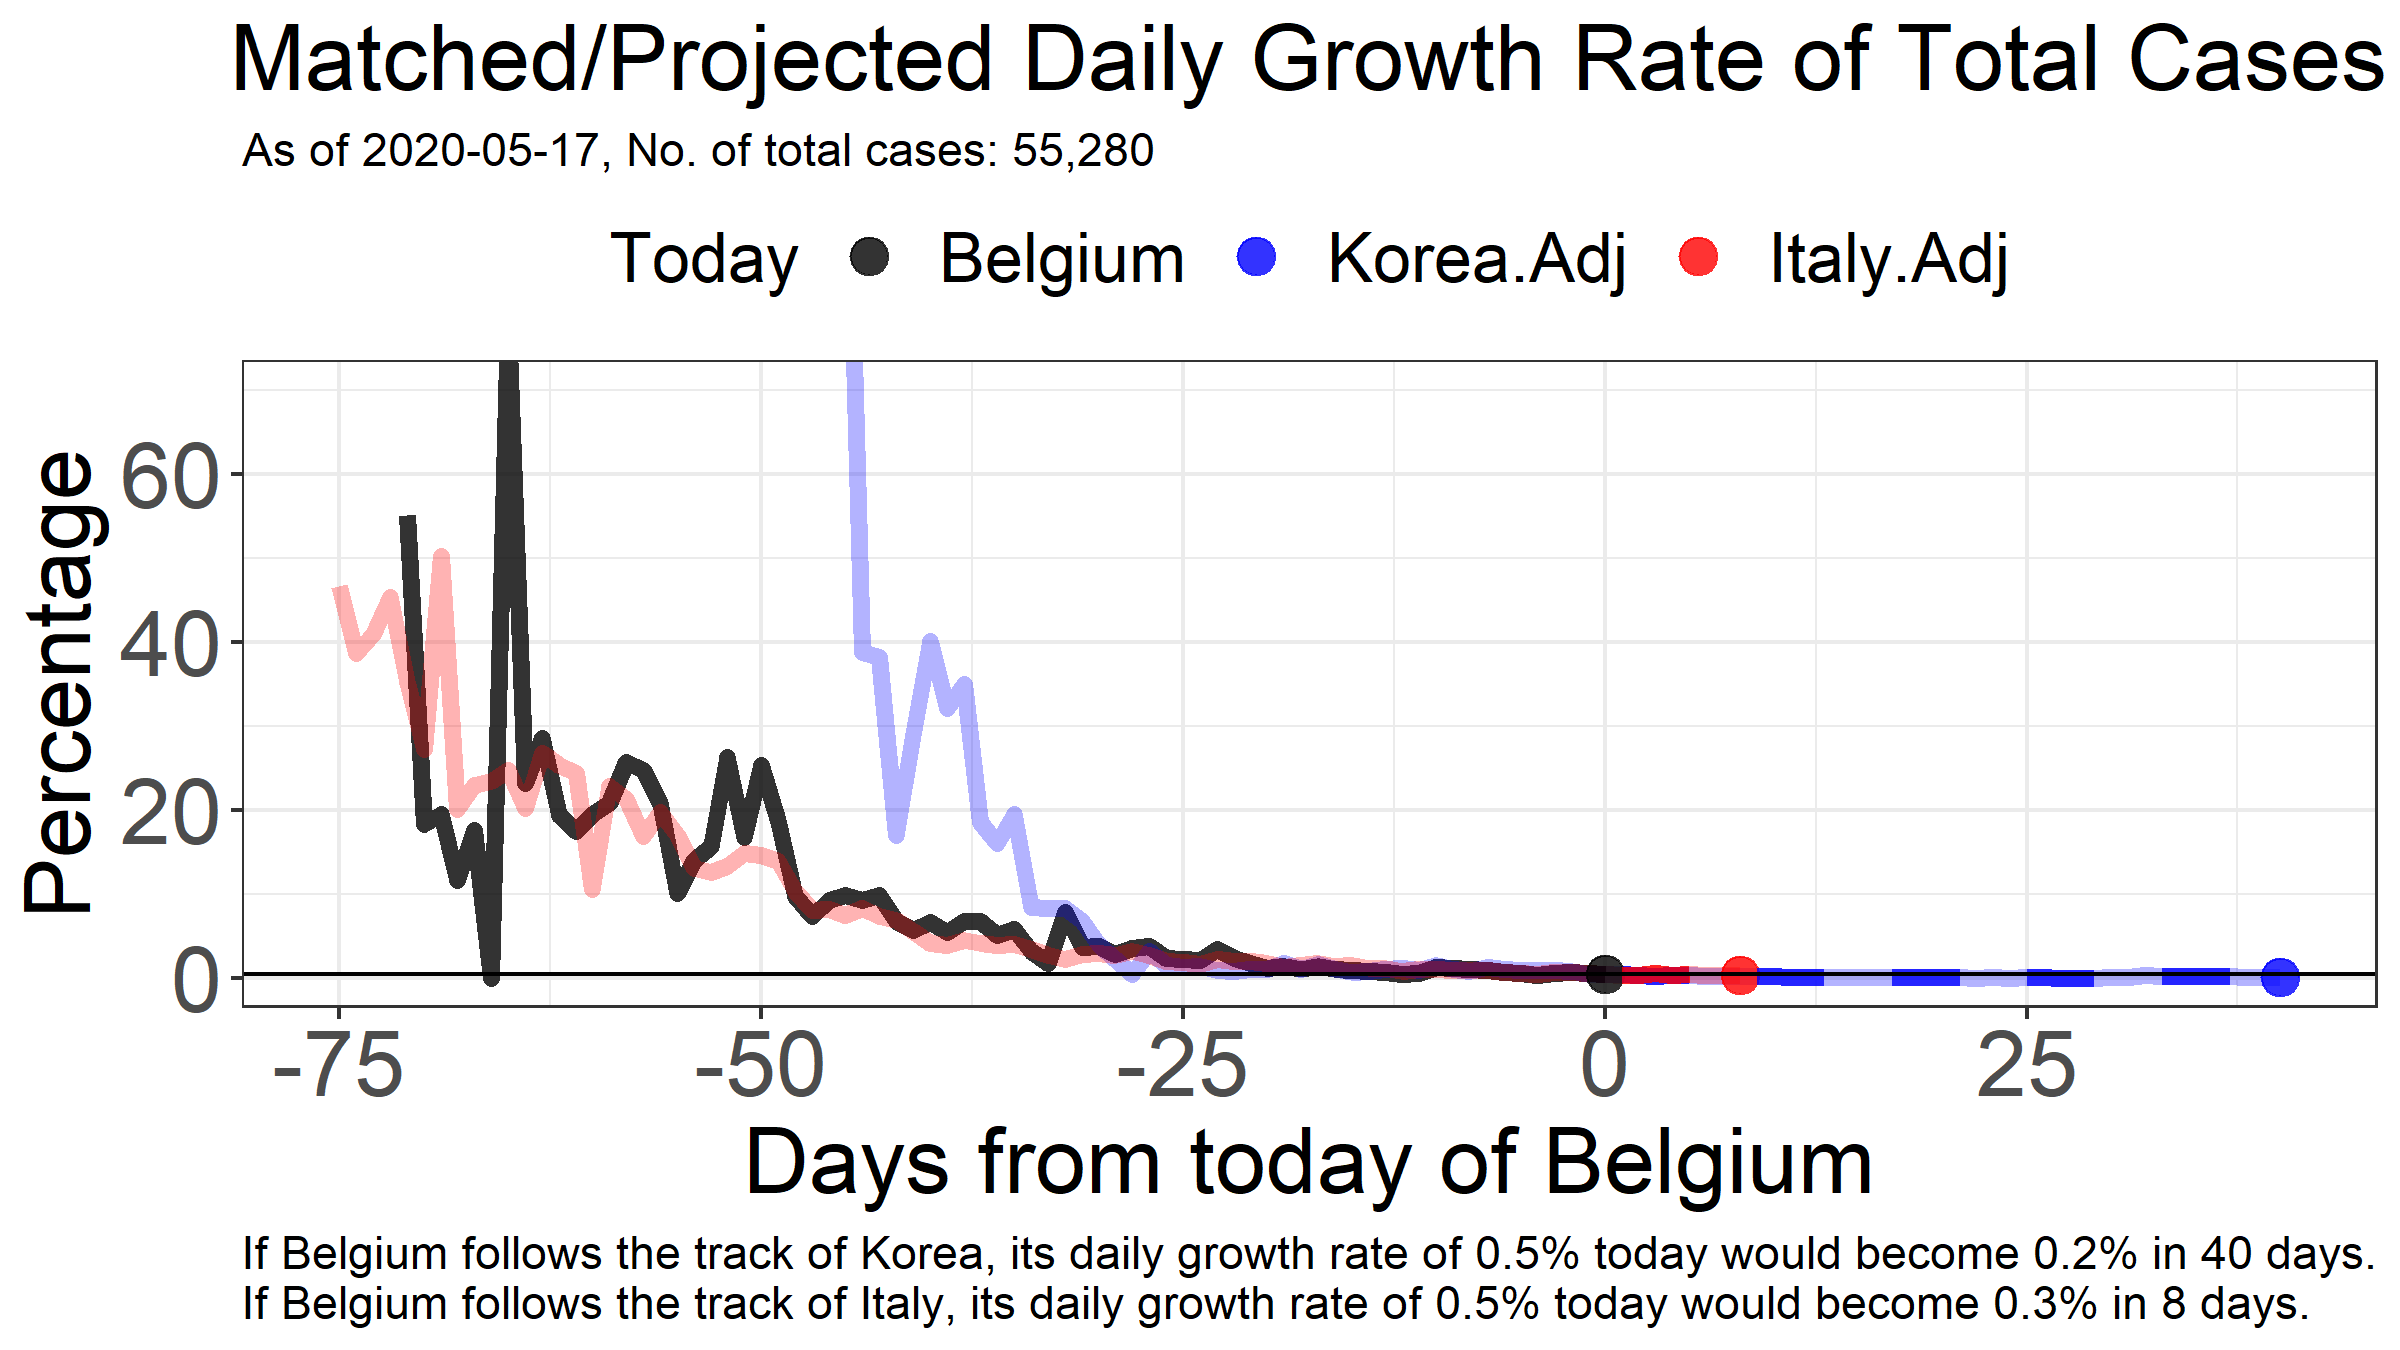 Matched/Projected Daily Growth Rate of Total Cases
As of 2020-05-17, No. of total cases: 55,280
Today Belgium Korea.Adj Italy.Adj
Percentage
60
40
20
0
-75 -50 -25 0 25
Days from today of Belgium
If Belgium follows the track of Korea, its daily growth rate of 0.5% today would become 0.2% in 40 days.
If Belgium follows the track of Italy, its daily growth rate of 0.5% today would become 0.3% in 8 days.